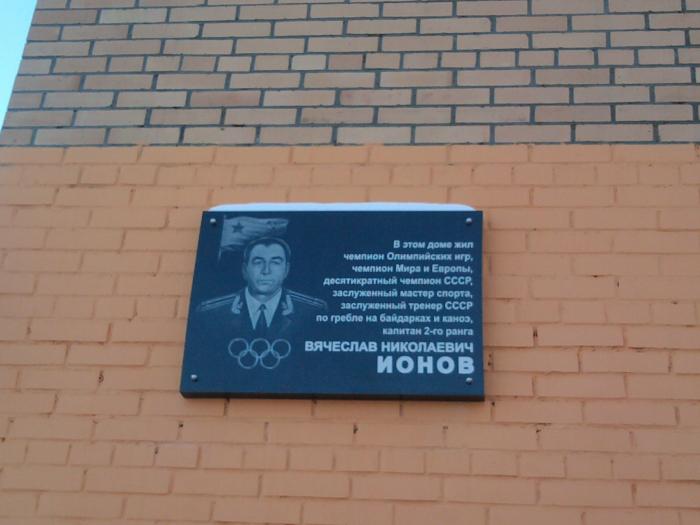 В этом доме жил
чемпион Олимпийских игр,
чемпион Мира и Европы,
десятикратный чемпион СССР,
заслуженный мастер спорта,
заслуженный тренер СССР
по гребле на байдарках и каноэ,
капитан 2-го ранга
ВЯЧЕСЛАВ НИКОЛАЕВИЧ
ИОНОВ